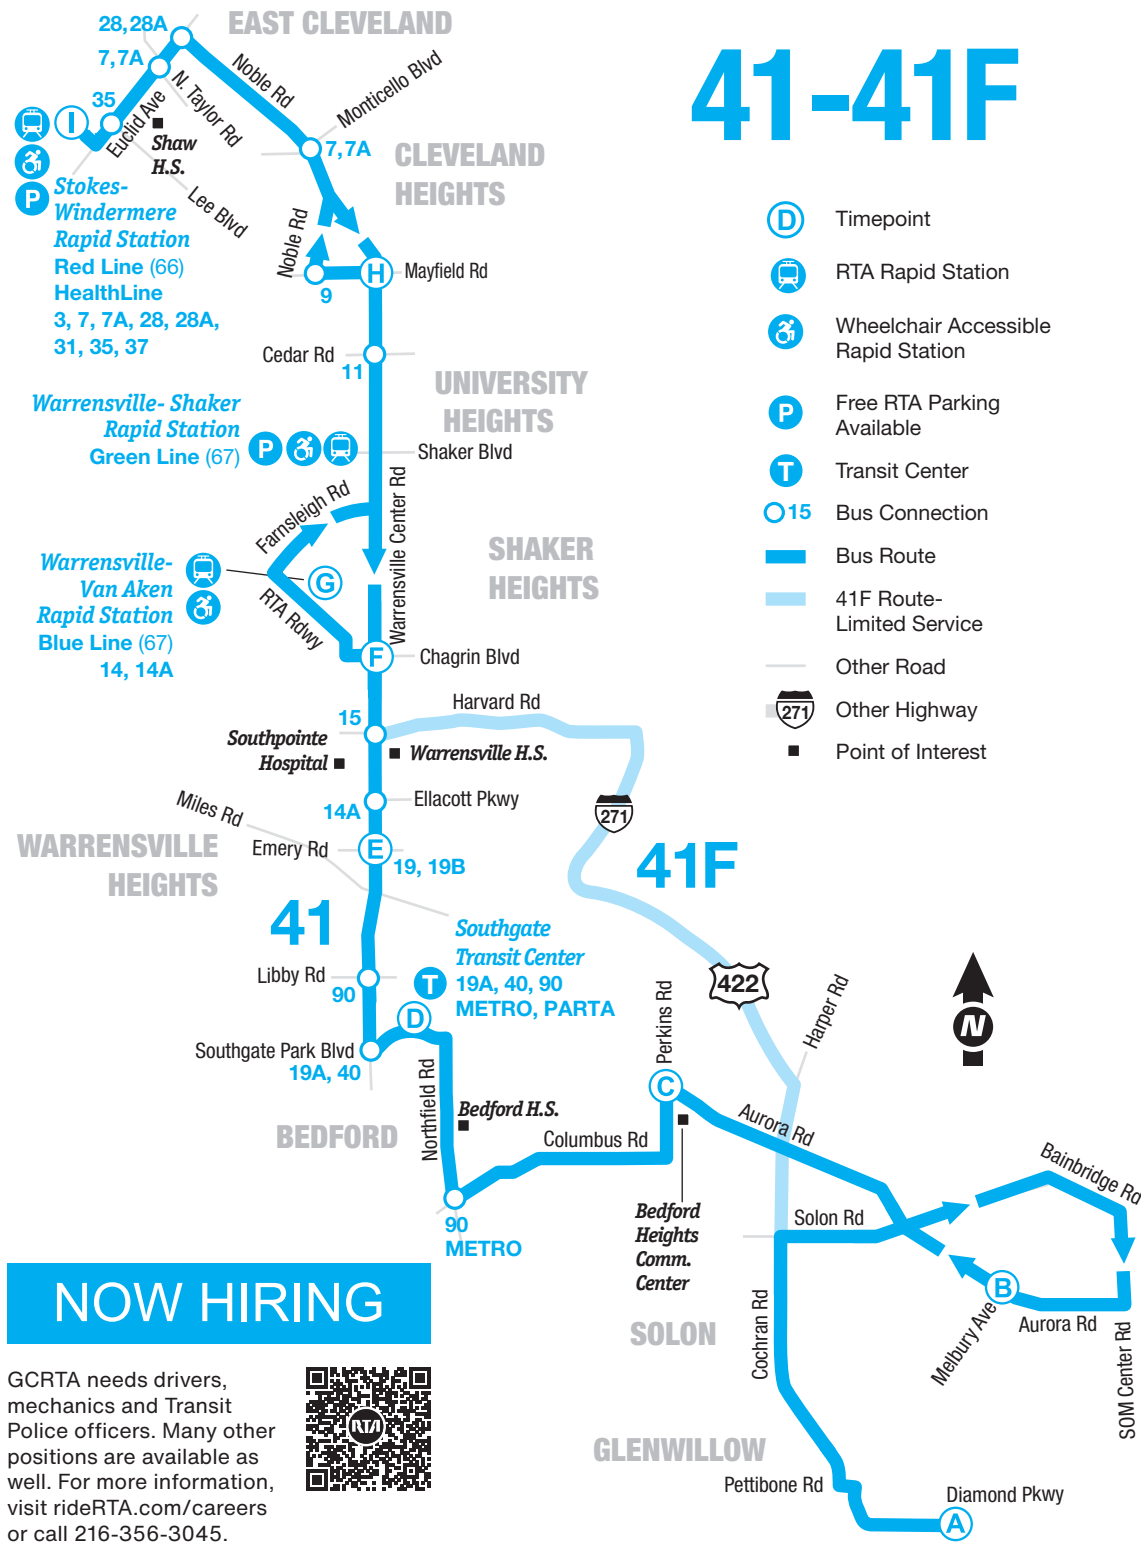 28, 28A
EAST CLEVELAND
41-41F
7, 7A
Noble Rd
Monticello Blvd
N. Taylor Rd
35
Euclid Ave
I
Shaw
H.S.
7, 7A
CLEVELAND
HEIGHTS
P
Stokes-
Windermere
Rapid Station
Red Line (66)
HealthLine
3, 7, 7A, 28, 28A,
31, 35, 37
Lee Blvd
Noble Rd
H
Mayfield Rd
9
Cedar Rd
11
UNIVERSITY
HEIGHTS
Warrensville- Shaker
Rapid Station
Green Line (67)
P
Shaker Blvd
Warrensville Center Rd
Farnsleigh Rd
SHAKER
HEIGHTS
Warrensville-
Van Aken
Rapid Station
Blue Line (67)
14, 14A
G
RTA Rdwy
F
Chagrin Blvd
D
Timepoint
RTA Rapid Station
Wheelchair Accessible
Rapid Station
P
Free RTA Parking
Available
T
Transit Center
15
Bus Connection
Bus Route
41F Route-
Limited Service
Other Road
271
Other Highway
Point of Interest
Harvard Rd
15
Southpointe
Hospital
Warrensville H.S.
14A
Ellacott Pkwy
271
Miles Rd
WARRENSVILLE
HEIGHTS
Emery Rd
E
19, 19B
41F
41
Southgate
Transit Center
19A, 40, 90
METRO, PARTA
T
Libby Rd
90
D
422
Harper Rd
Perkins Rd
N
Southgate Park Blvd
19A, 40
Northfield Rd
C
Bedford H.S.
BEDFORD
Columbus Rd
Aurora Rd
Bainbridge Rd
90
METRO
Bedford
Heights
Comm.
Center
Solon Rd
B
Melbury Ave
Aurora Rd
SOM Center Rd
SOLON
Cochran Rd
GLENWILLOW
Pettibone Rd
Diamond Pkwy
A
NOW HIRING
GCRTA needs drivers,
mechanics and Transit
Police officers. Many other
positions are available as
well. For more information,
visit rideRTA.com/careers
or call 216-356-3045.
RTA